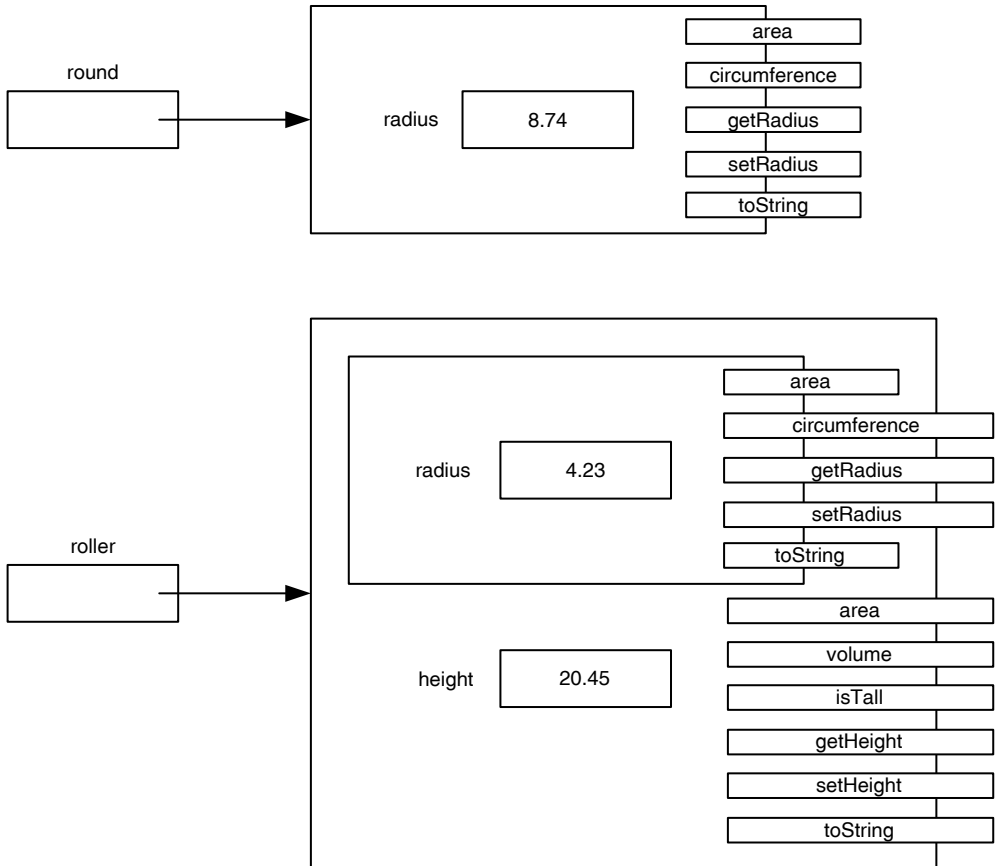 round
radius
8.74
area
circumference
getRadius
setRadius
toString
roller
radius
4.23
area
circumference
getRadius
setRadius
toString
height
20.45
area
volume
isTall
getHeight
setHeight
toString